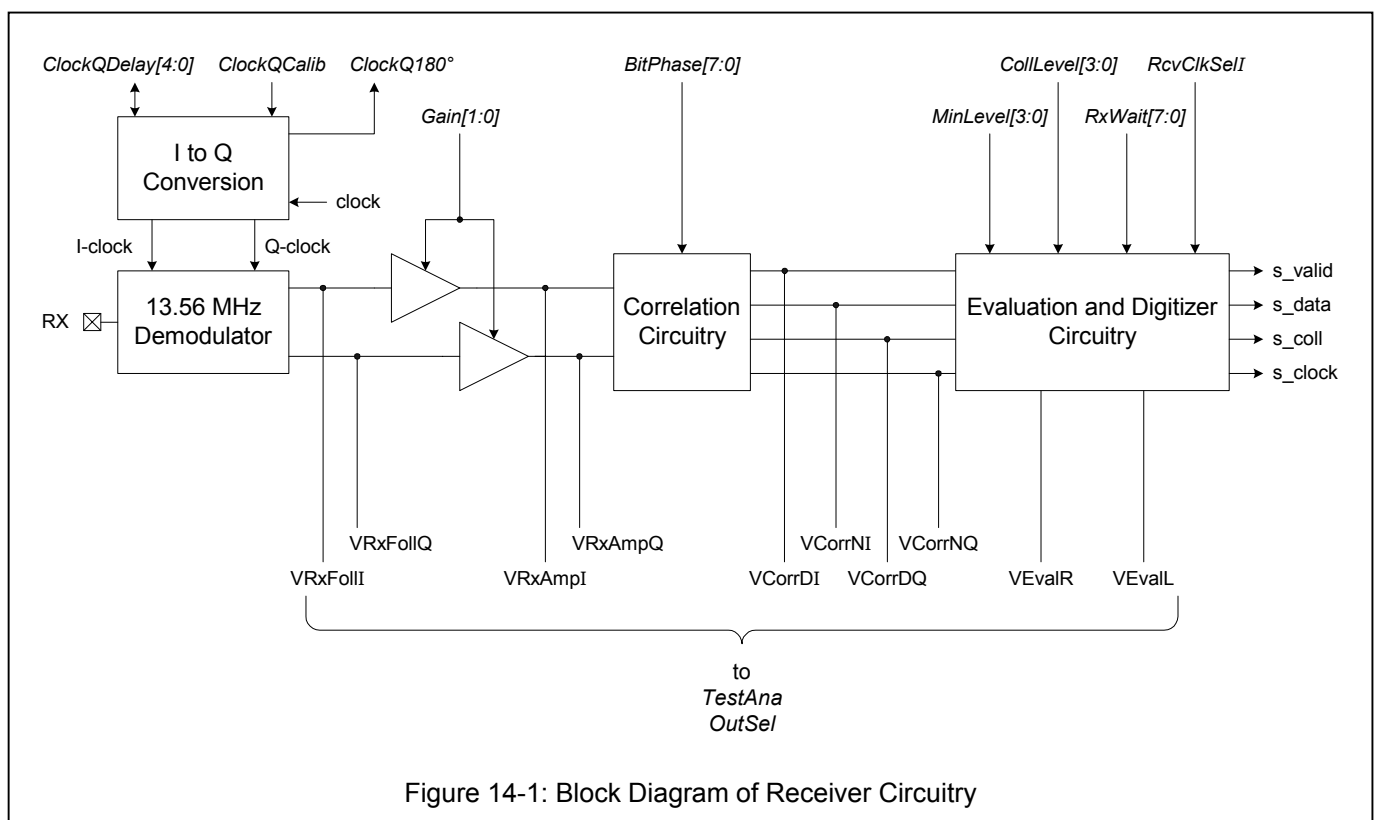 ClockQDelay[4:0] ClockQCalib ClockQ180° BitPhase[7:0] CollLevel[3:0] RcvClkSelI
Gain[1:0] MinLevel[3:0] RxWait[7:0]
I to Q
Conversion
clock
I-clock Q-clock
RX
13.56 MHz
Demodulator
Correlation
Circuitry
Evaluation and Digitizer
Circuitry
s_valid
s_data
s_coll
s_clock
VRxFollQ VRxAmpQ VCorrNI VCorrNQ
VRxFollI VRxAmpI VCorrDI VCorrDQ VEvalR VEvalL
to
TestAna
OutSel
Figure 14-1: Block Diagram of Receiver Circuitry